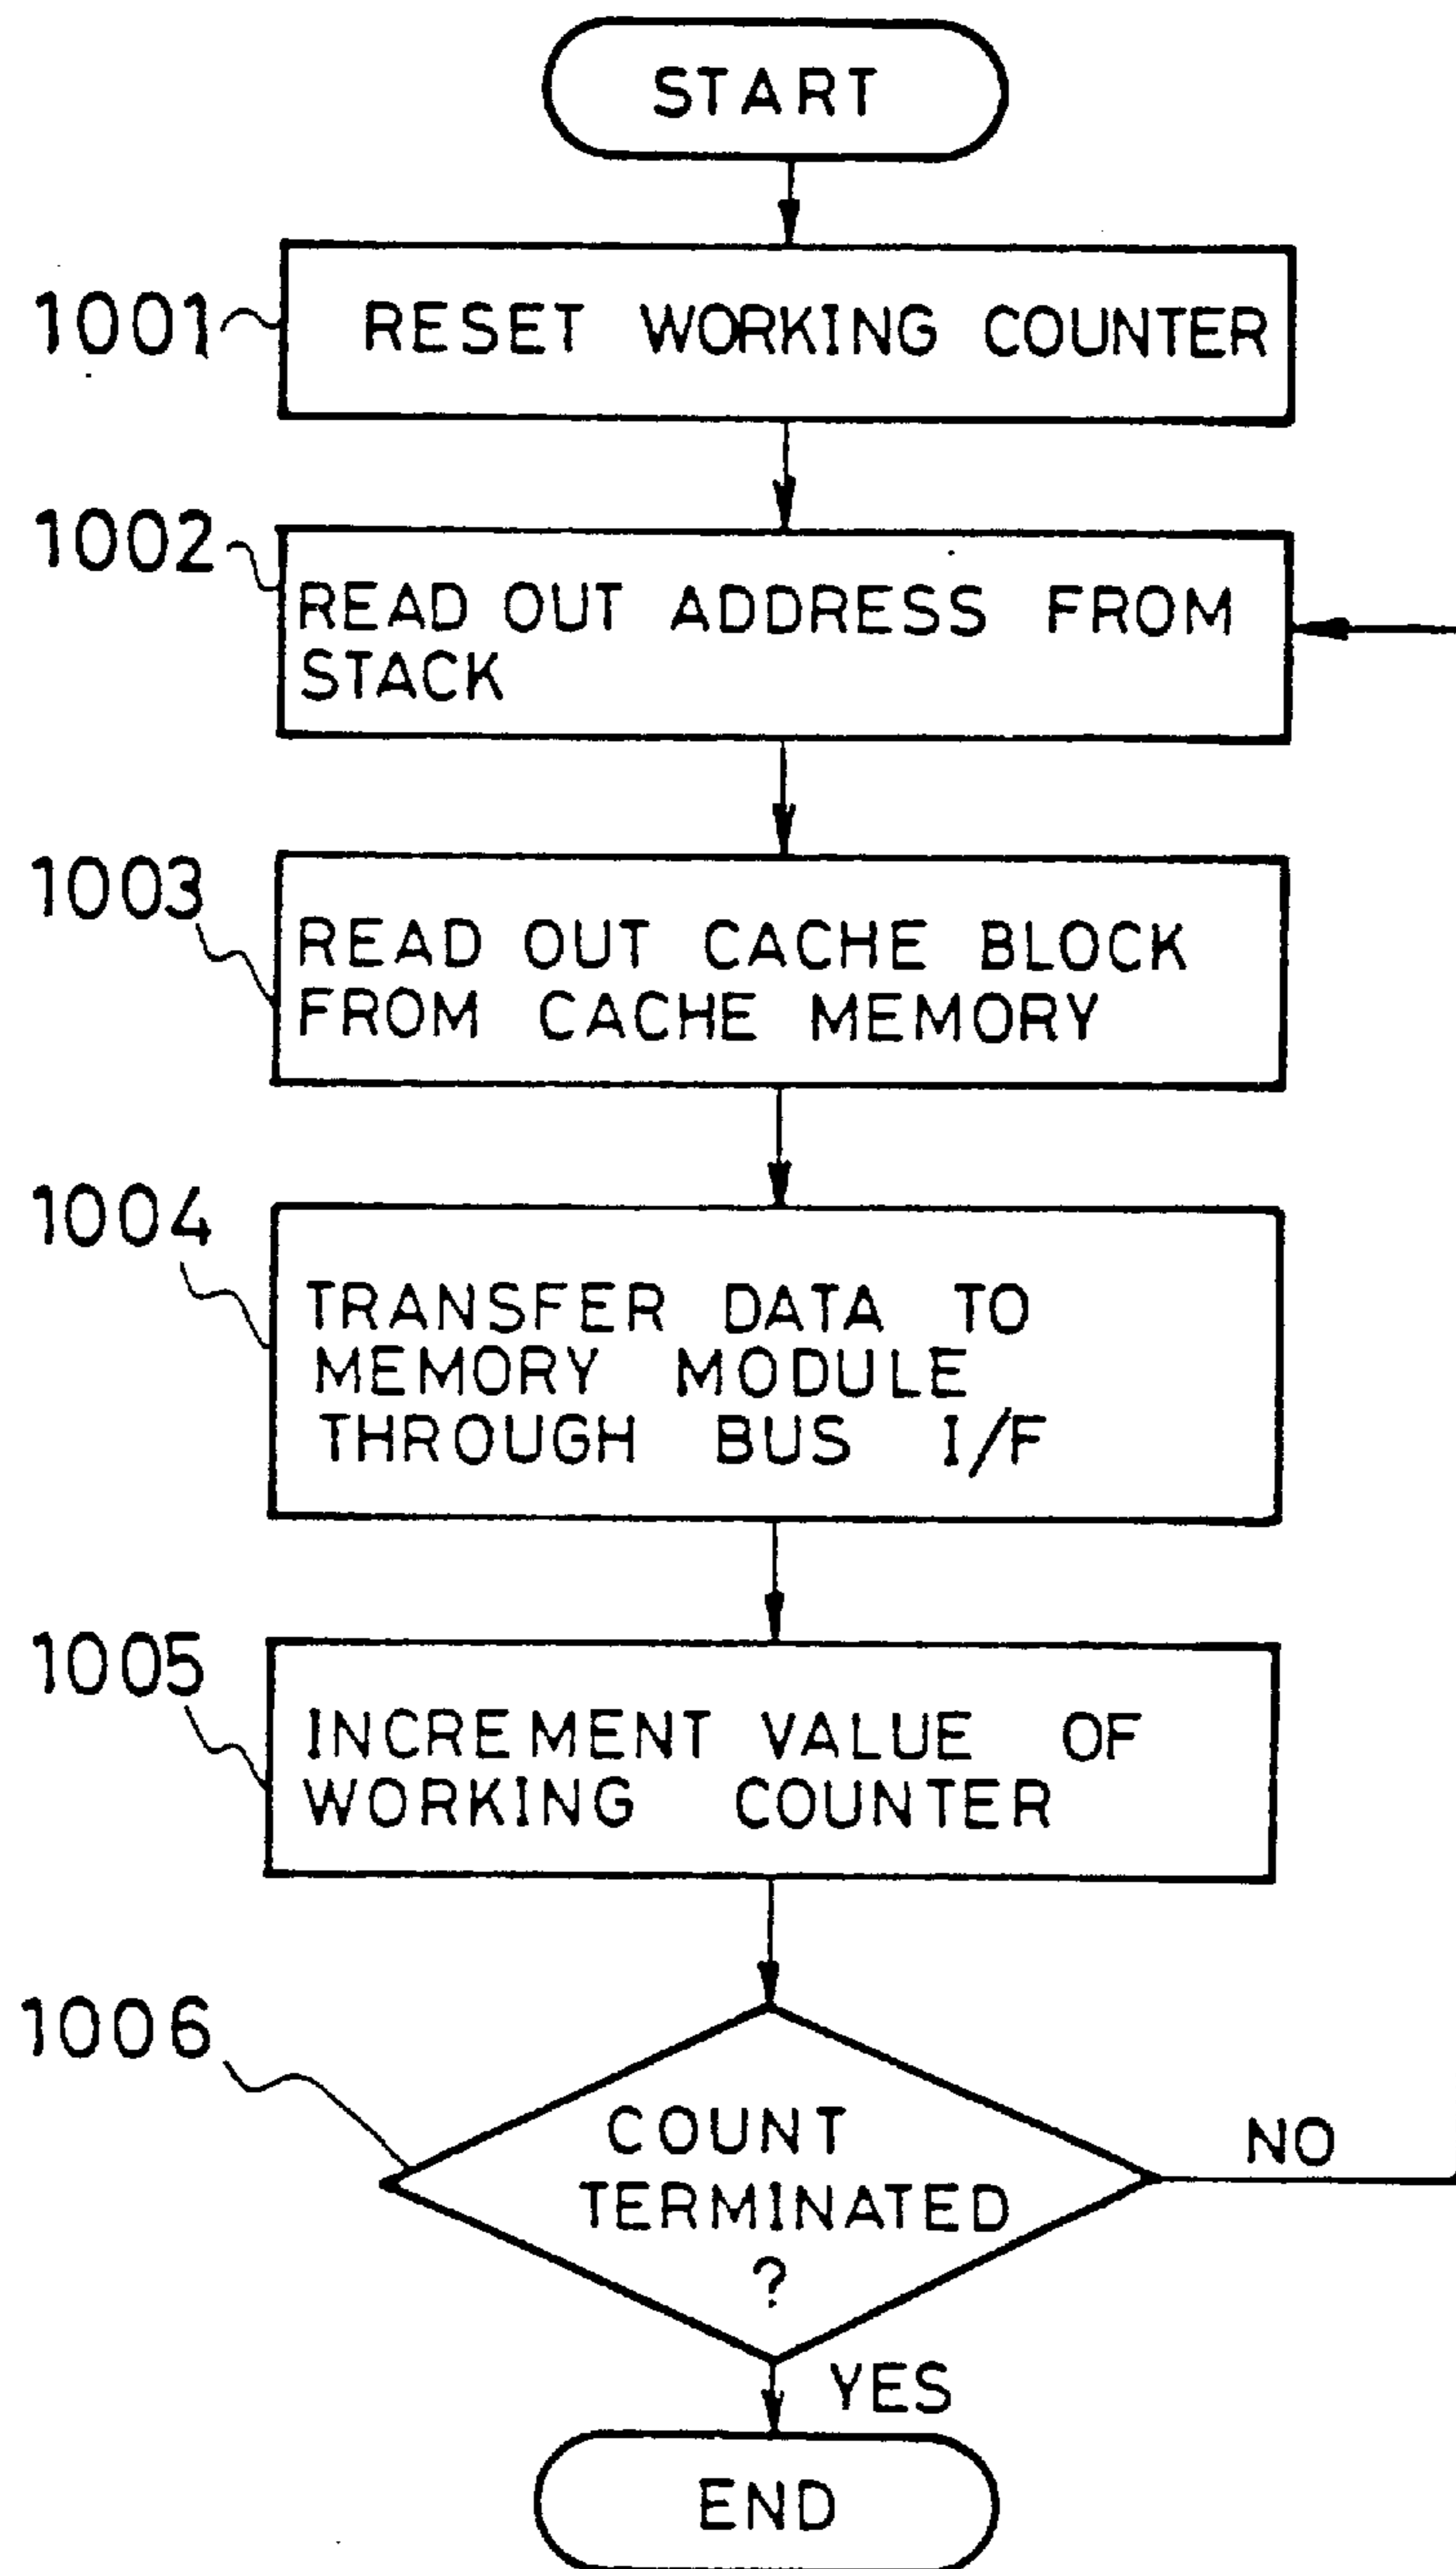 START
1001
RESET WORKING COUNTER
1002
READ OUT ADDRESS FROM
STACK
1003
READ OUT CACHE BLOCK
FROM CACHE MEMORY
1004
TRANSFER DATA TO
MEMORY MODULE
THROUGH BUS I/F
1005
INCREMENT VALUE OF
WORKING COUNTER
1006
COUNT
TERMINATED
?
NO
YES
END